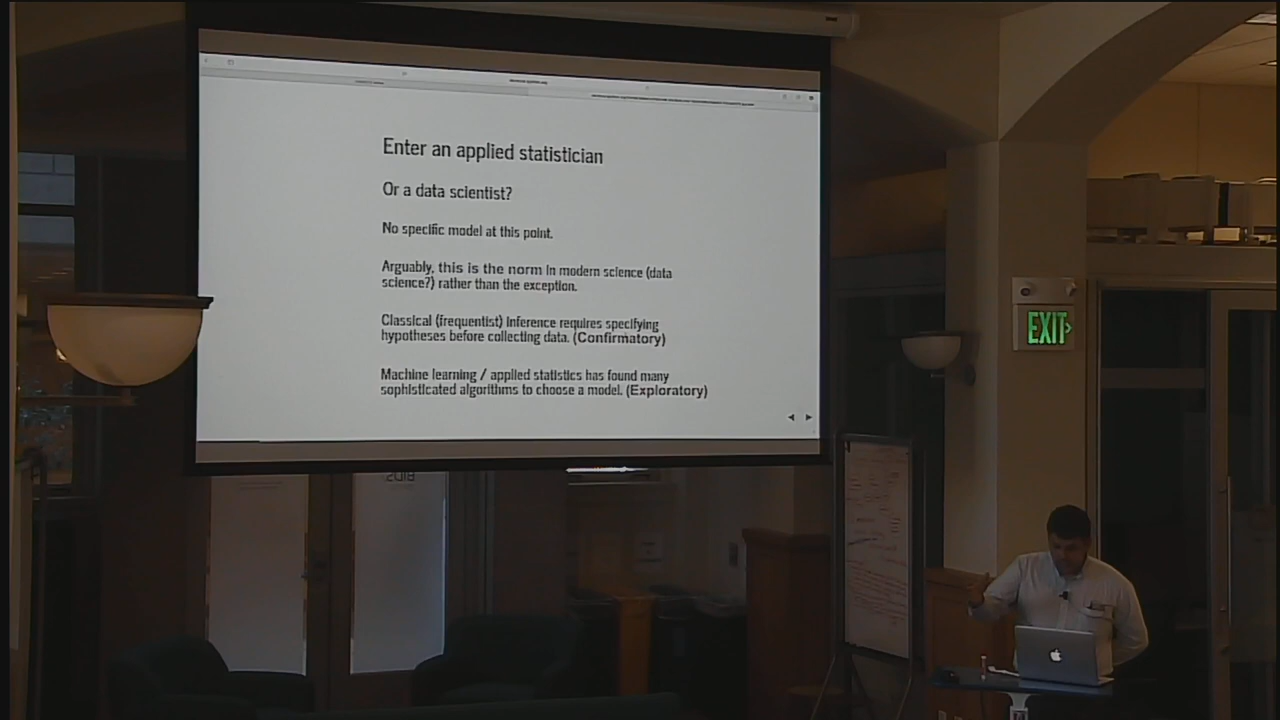 Enter an applied statistician
Or a data scientist?
No specific model at this point.
Arguably, this is the norm in modern science (data
science?) rather than the exception.
Classical (frequentist) inference requires specifying
hypotheses before collecting data. (Confirmatory)
Machine learning / applied statistics has found many
sophisticated algorithms to choose a model. (Exploratory)
EXIT